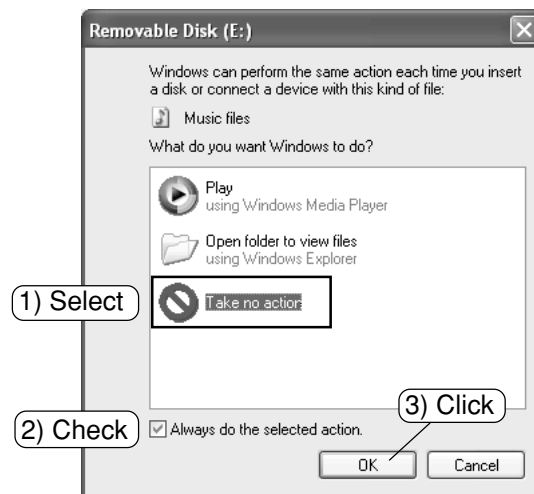 Removable Disk (E:)
Windows can perform the same action each time you insert
a disk or connect a device with this kind of file:
Music files
What do you want Windows to do?
Play
using Windows Media Player
Open folder to view files
using Windows Explorer
1) Select
Take no action
3) Click
2) Check
Always do the selected action.
OK
Cancel